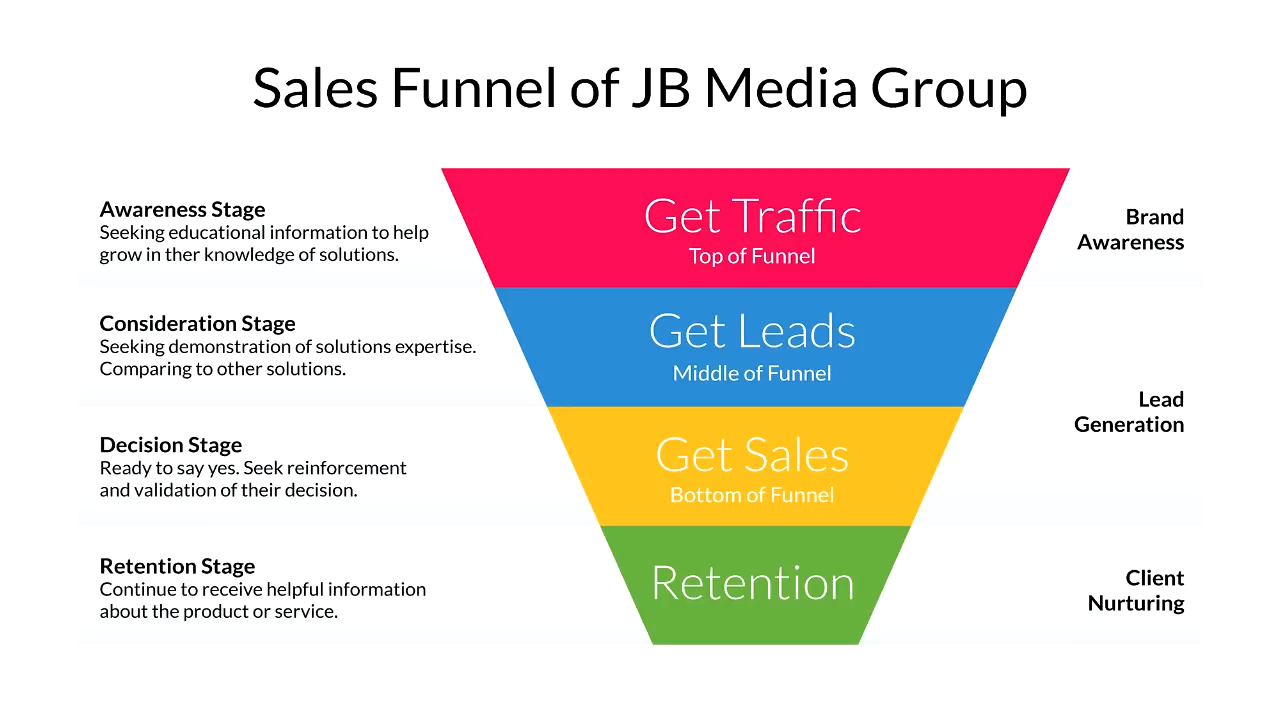 Sales Funnel of JB Media Group
Awareness Stage
Seeking educational information to help
grow in ther knowledge of solutions.
Get Traffic
Top of Funnel
Brand
Awareness
Consideration Stage
Seeking demonstration of solutions expertise.
Comparing to other solutions.
Get Leads
Middle of Funnel
Lead
Generation
Decision Stage
Ready to say yes. Seek reinforcement
and validation of their decision.
Get Sales
Bottom of Funnel
Retention Stage
Continue to receive helpful information
about the product or service.
Retention
Client
Nurturing